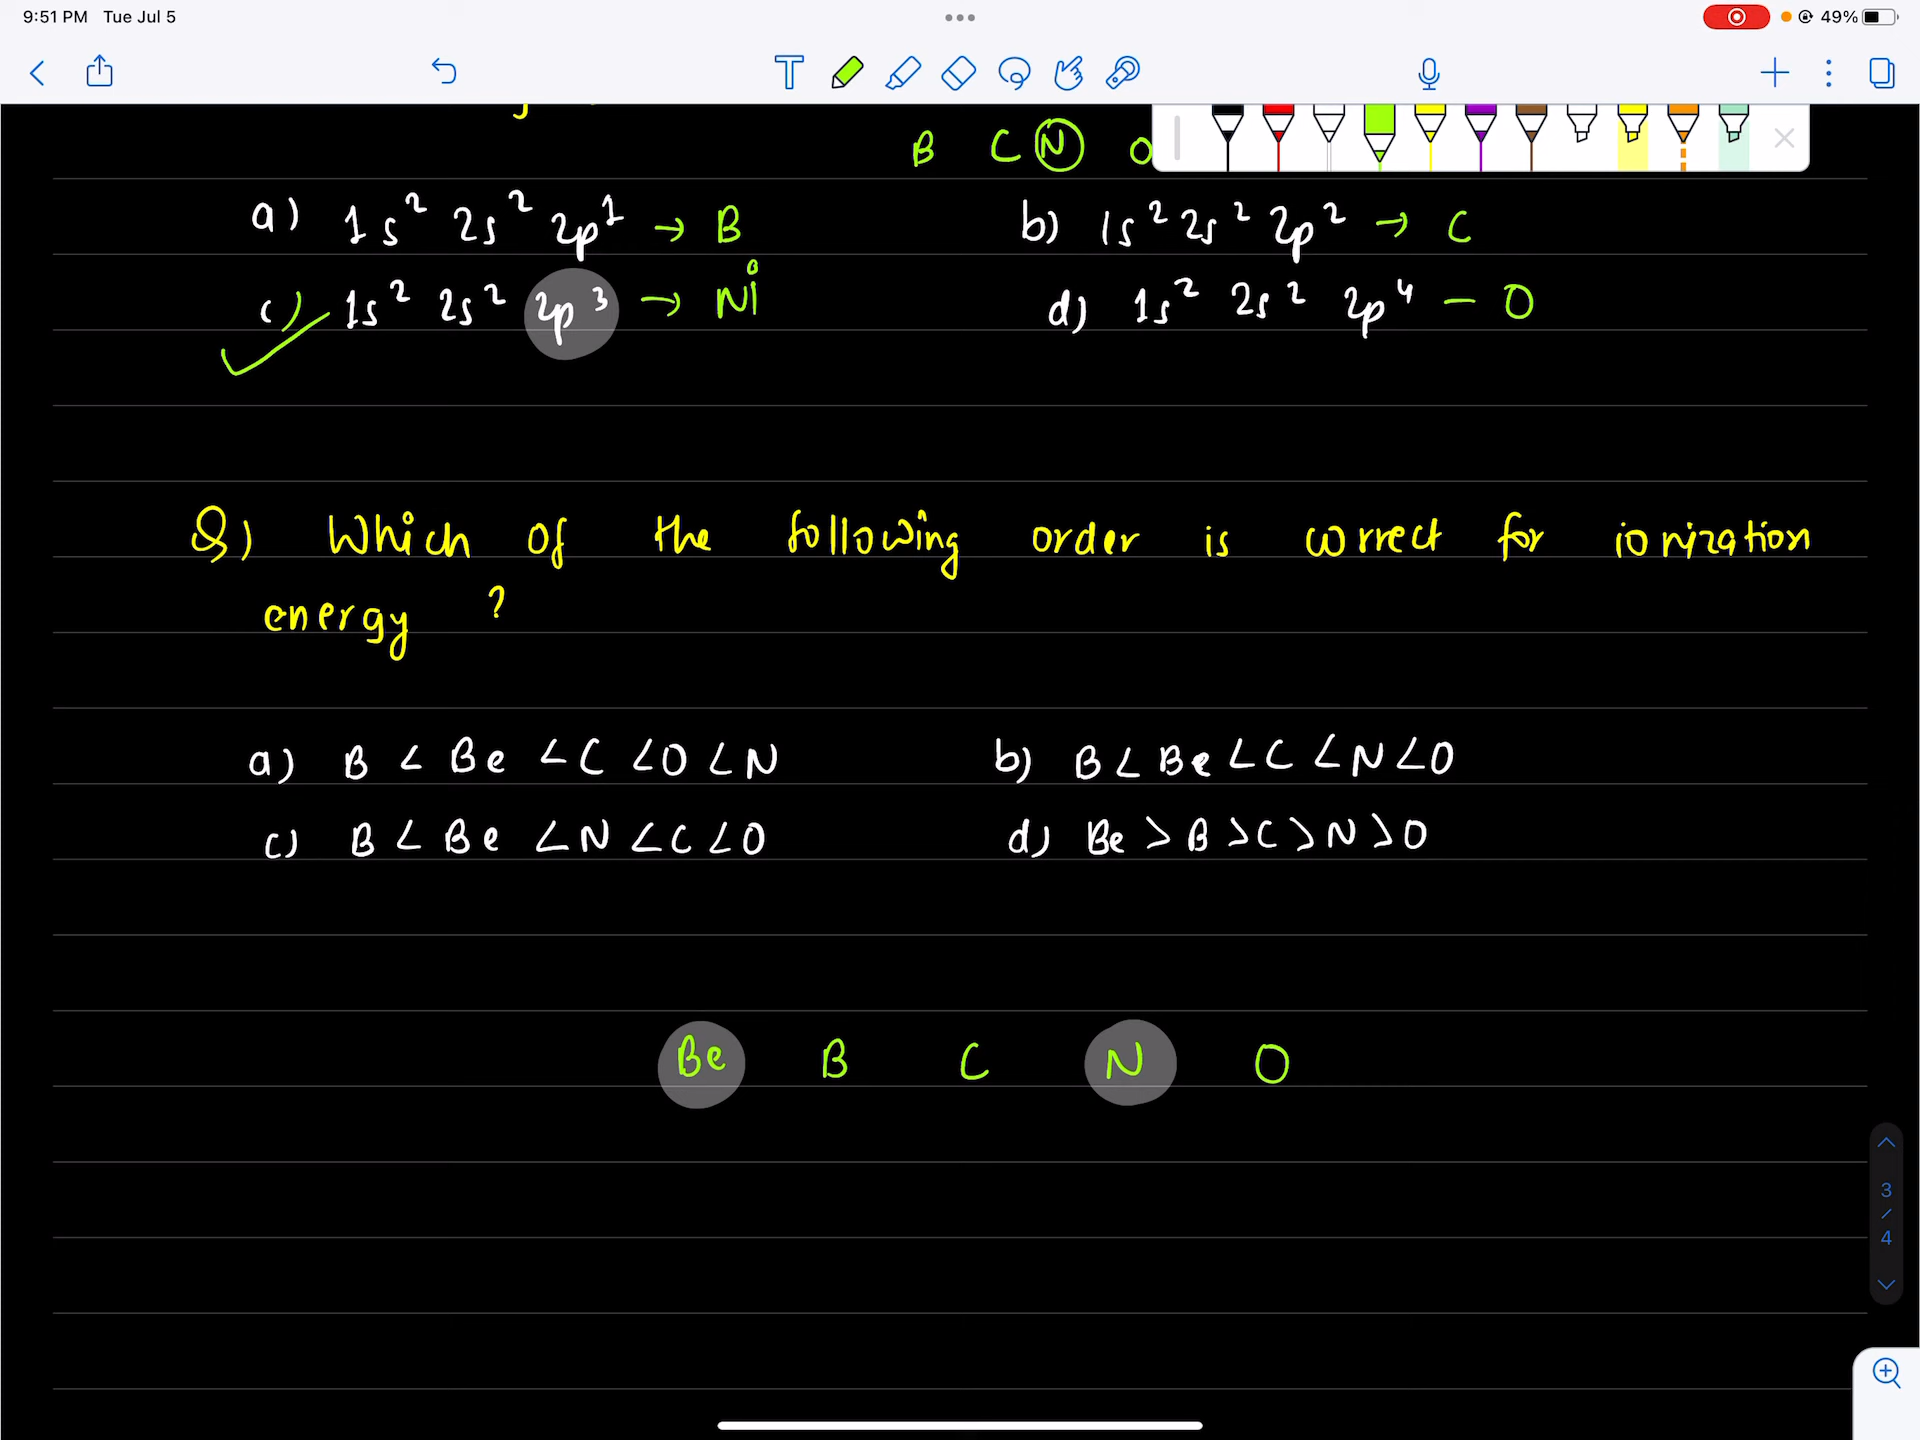 9:51 PM Tue Jul 5
49%
B C N O
a) 1s² 2s² 2p¹ → B b) 1s² 2s² 2p² → C
c) 1s² 2s² 2p³ → Ni d) 1s² 2s² 2p⁴ – O
Q) Which of the following order is correct for ionization
energy ?
a) B < Be < C < O < N b) B < Be < C < N < O
c) B < Be < N < C < O d) Be > B > C > N > O
Be B C N O
3
/
4